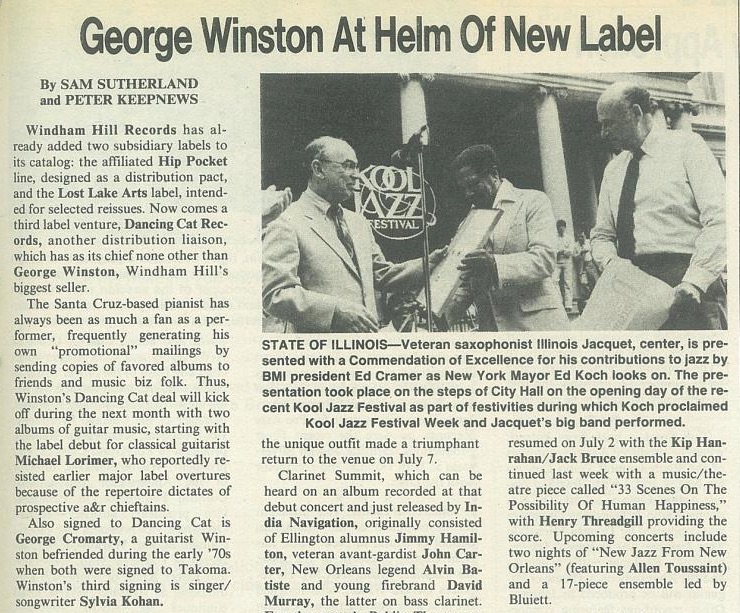 George Winston At Helm Of New Label
By SAM SUTHERLAND
and PETER KEEPNEWS
Windham Hill Records has al-
ready added two subsidiary labels to
its catalog: the affiliated Hip Pocket
line, designed as a distribution pact,
and the Lost Lake Arts label, intend-
ed for selected reissues. Now comes a
third label venture, Dancing Cat Rec-
ords, another distribution liaison,
which has as its chief none other than
George Winston, Windham Hill's
biggest seller.
The Santa Cruz-based pianist has
always been as much a fan as a per-
former, frequently generating his
own "promotional" mailings by
sending copies of favored albums to
friends and music biz folk. Thus,
Winston's Dancing Cat deal will kick
off during the next month with two
albums of guitar music, starting with
the label debut for classical guitarist
Michael Lorimer, who reportedly re-
sisted earlier major label overtures
because of the repertoire dictates of
prospective a&r chieftains.
Also signed to Dancing Cat is
George Cromarty, a guitarist Win-
ston befriended during the early '70s
when both were signed to Takoma.
Winston's third signing is singer/
songwriter Sylvia Kohan.
KOOL
JAZZ
FESTIVAL
STATE OF ILLINOIS—Veteran saxophonist Illinois Jacquet, center, is pre-
sented with a Commendation of Excellence for his contributions to jazz by
BMI president Ed Cramer as New York Mayor Ed Koch looks on. The pre-
sentation took place on the steps of City Hall on the opening day of the re-
cent Kool Jazz Festival as part of festivities during which Koch proclaimed
Kool Jazz Festival Week and Jacquet's big band performed.
the unique outfit made a triumphant
return to the venue on July 7.
Clarinet Summit, which can be
heard on an album recorded at that
debut concert and just released by In-
dia Navigation, originally consisted
of Ellington alumnus Jimmy Hamil-
ton, veteran avant-gardist John Car-
ter, New Orleans legend Alvin Ba-
tiste and young firebrand David
Murray, the latter on bass clarinet.
resumed on July 2 with the Kip Han-
rahan/Jack Bruce ensemble and con-
tinued last week with a music/the-
atre piece called "33 Scenes On The
Possibility Of Human Happiness,"
with Henry Threadgill providing the
score. Upcoming concerts include
two nights of "New Jazz From New
Orleans" (featuring Allen Toussaint)
and a 17-piece ensemble led by
Bluiett.